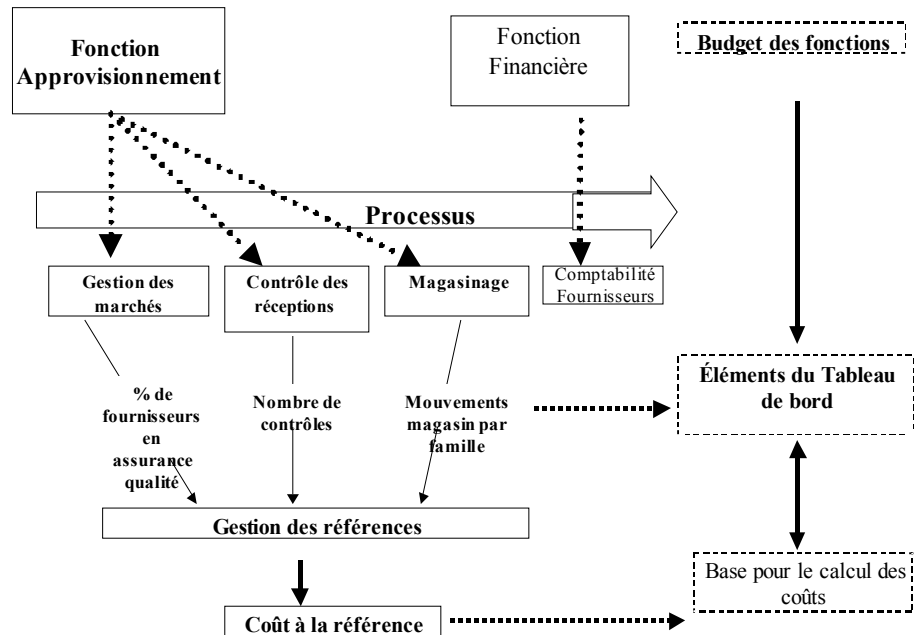 Fonction
Approvisionnement
Fonction
Financière
Budget des fonctions
Processus
Gestion des
marchés
Contrôle des
réceptions
Magasinage
Comptabilité
Fournisseurs
% de
fournisseurs
en
assurance
qualité
Nombre de
contrôles
Mouvements
magasin par
famille
Éléments du Tableau
de bord
Gestion des références
Base pour le calcul des
coûts
Coût à la référence